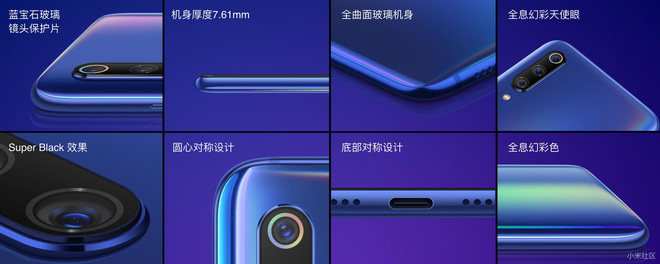 蓝宝石玻璃
镜头保护片
机身厚度7.61mm
全曲面玻璃机身
全息幻彩天使眼
Super Black 效果
圆心对称设计
底部对称设计
全息幻彩色
小米社区